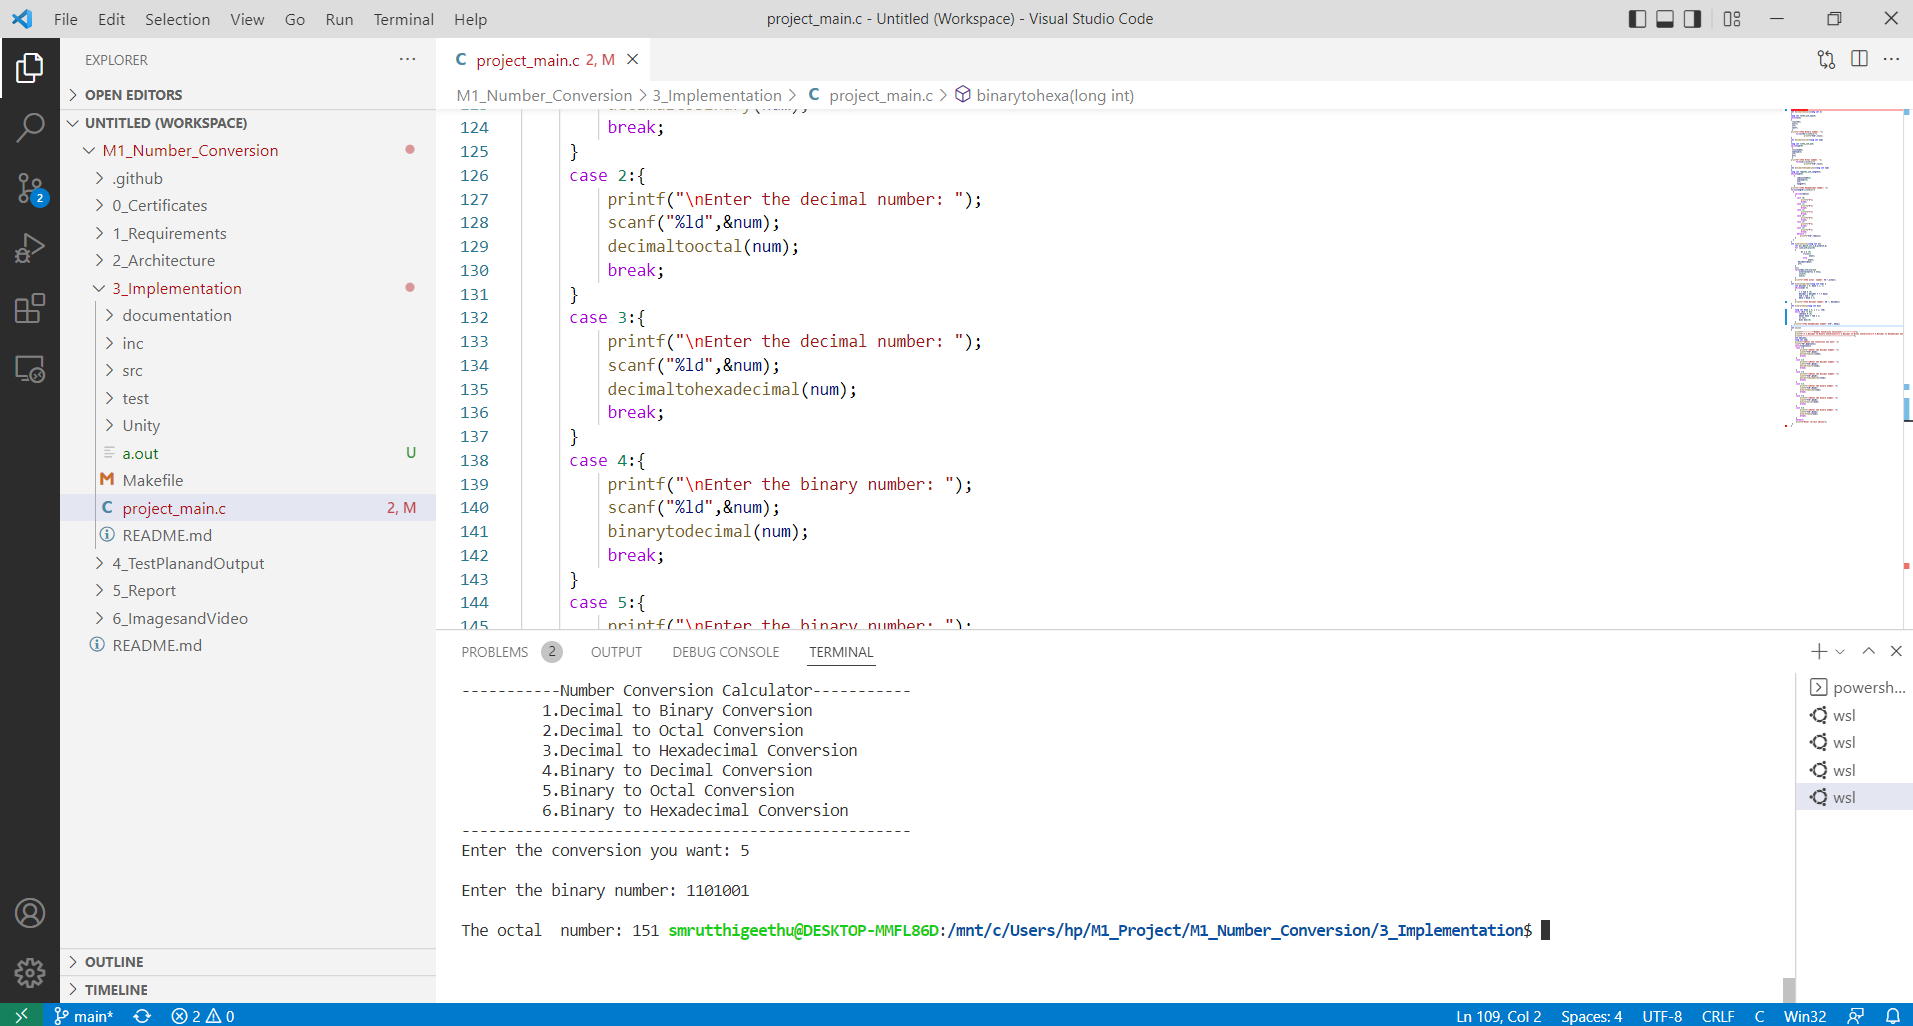 File Edit Selection View Go Run Terminal Help
project_main.c - Untitled (Workspace) - Visual Studio Code
EXPLORER
OPEN EDITORS
UNTITLED (WORKSPACE)
M1_Number_Conversion
.github
0_Certificates
1_Requirements
2_Architecture
3_Implementation
documentation
inc
src
test
Unity
a.out U
Makefile
project_main.c 2, M
README.md
4_TestPlanandOutput
5_Report
6_ImagesandVideo
README.md
OUTLINE
TIMELINE
2
C project_main.c 2, M
M1_Number_Conversion > 3_Implementation > C project_main.c > binarytohexa(long int)
124 break;
125 }
126 case 2:{
127 printf("\nEnter the decimal number: ");
128 scanf("%ld",&num);
129 decimaltooctal(num);
130 break;
131 }
132 case 3:{
133 printf("\nEnter the decimal number: ");
134 scanf("%ld",&num);
135 decimaltohexadecimal(num);
136 break;
137 }
138 case 4:{
139 printf("\nEnter the binary number: ");
140 scanf("%ld",&num);
141 binarytodecimal(num);
142 break;
143 }
144 case 5:{
145 printf("\nEnter the binary number: ");
PROBLEMS 2 OUTPUT DEBUG CONSOLE TERMINAL
-----------Number Conversion Calculator-----------
1.Decimal to Binary Conversion
2.Decimal to Octal Conversion
3.Decimal to Hexadecimal Conversion
4.Binary to Decimal Conversion
5.Binary to Octal Conversion
6.Binary to Hexadecimal Conversion
--------------------------------------------------
Enter the conversion you want: 5
Enter the binary number: 1101001
The octal  number: 151 smrutthigeethu@DESKTOP-MMFL86D:/mnt/c/Users/hp/M1_Project/M1_Number_Conversion/3_Implementation$
powersh...
wsl
wsl
wsl
wsl
main* 2 0
Ln 109, Col 2 Spaces: 4 UTF-8 CRLF C Win32